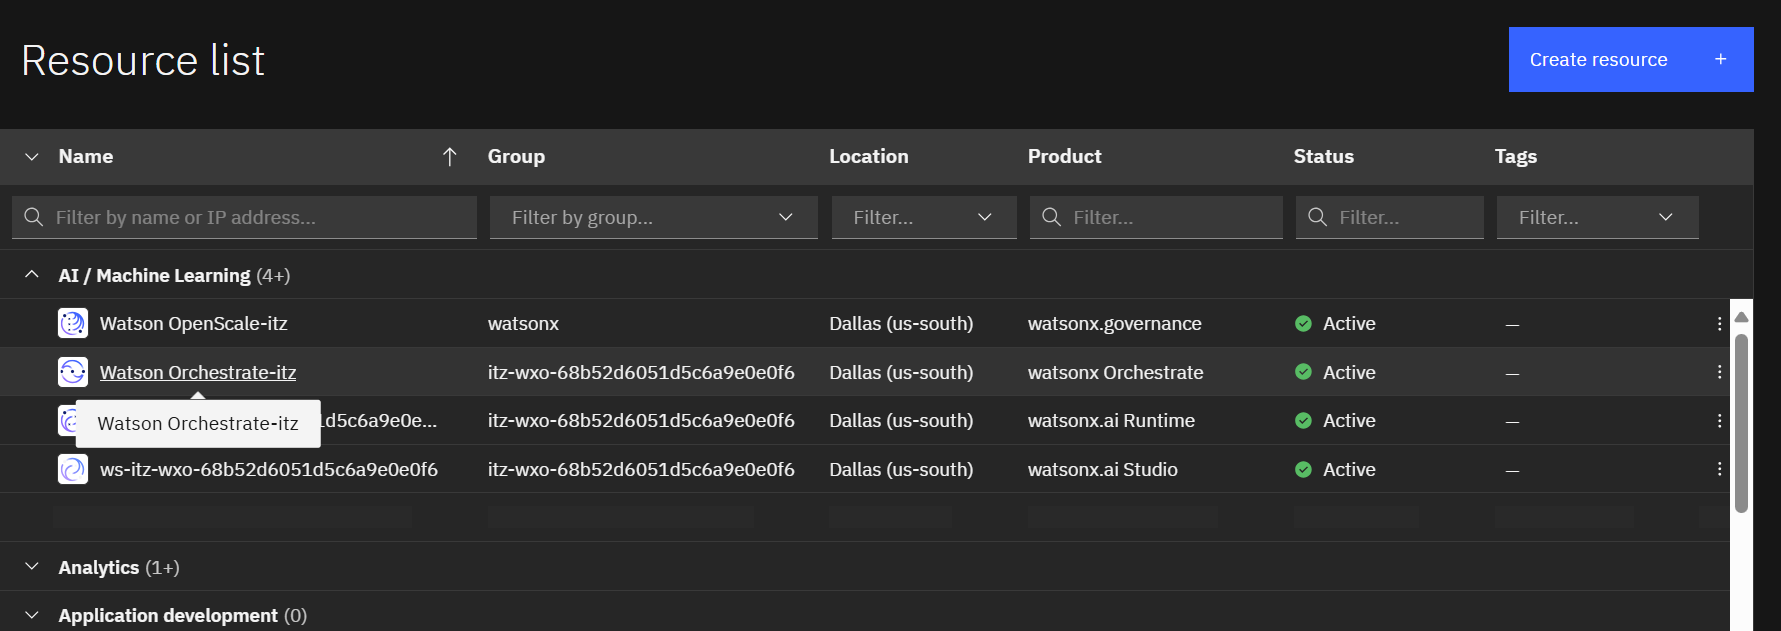 Resource list
Create resource +
Name Group Location Product Status Tags
Filter by name or IP address... Filter by group... Filter... Filter... Filter... Filter...
AI / Machine Learning (4+)
Watson OpenScale-itz watsonx Dallas (us-south) watsonx.governance Active —
Watson Orchestrate-itz itz-wxo-68b52d6051d5c6a9e0e0f6 Dallas (us-south) watsonx Orchestrate Active —
Watson Orchestrate-itz 1d5c6a9e0e... itz-wxo-68b52d6051d5c6a9e0e0f6 Dallas (us-south) watsonx.ai Runtime Active —
ws-itz-wxo-68b52d6051d5c6a9e0e0f6 itz-wxo-68b52d6051d5c6a9e0e0f6 Dallas (us-south) watsonx.ai Studio Active —
Analytics (1+)
Application development (0)